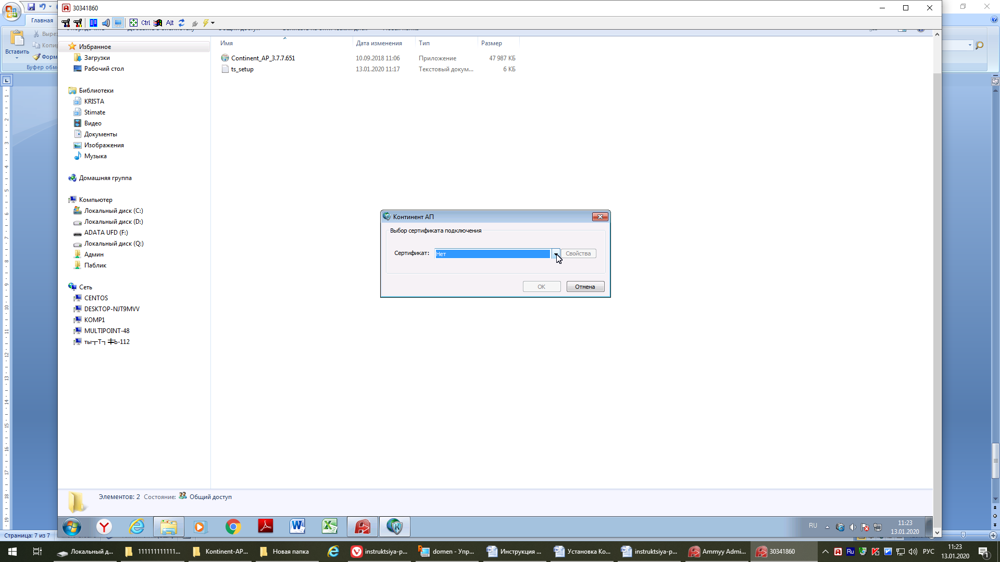 30341860
Главная
Ctrl
Alt
Вставить
Выре
Копи
Форм
Буфер обм
Избранное
Загрузки
Рабочий стол
Библиотеки
KRISTA
Stimate
Видео
Документы
Изображения
Музыка
Домашняя группа
Компьютер
Локальный диск (C:)
Локальный диск (D:)
ADATA UFD (F:)
Локальный диск (Q:)
Админ
Паблик
Сеть
CENTOS
DESKTOP-NJT9MVV
KOMP1
MULTIPOINT-48
Имя Дата изменения Тип Размер
Continent_AP_3.7.7.651 10.09.2018 11:06 Приложение 47 987 КБ
ts_setup 13.01.2020 11:17 Текстовый докум... 6 КБ
Континент АП
Выбор сертификата подключения
Сертификат: Нет Свойства
ОК Отмена
Элементов: 2 Состояние: Общий доступ
RU
11:23
13.01.2020
Страница: 7 из 7
Локальный д...
111111111111...
Kontinent-AP...
Новая папка
instruktsiya-p...
domen - Упр...
Инструкция ...
Установка Ко...
instruktsiya-p...
Ammyy Admi...
30341860
Ru
РУС
11:23
13.01.2020
1